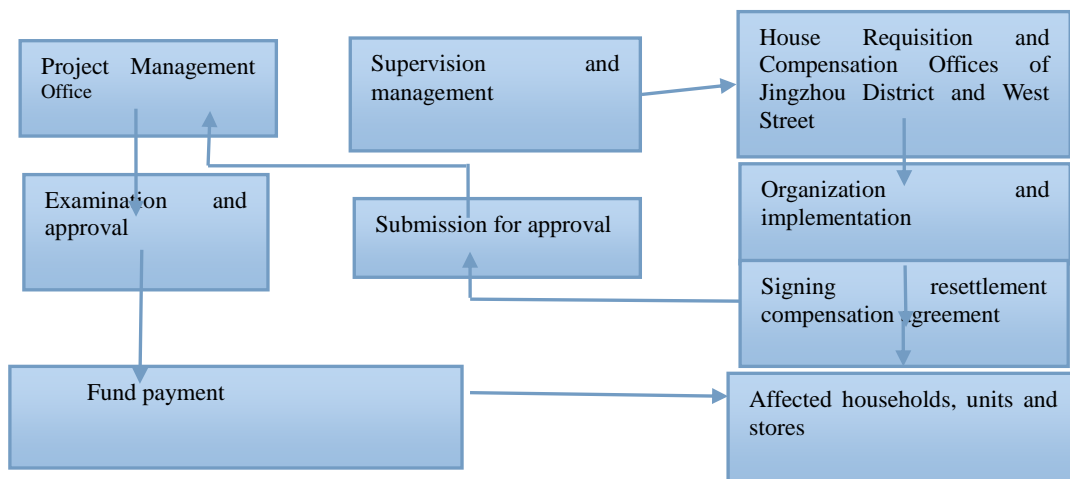 Project Management
Office
Supervision and
management
House Requisition and
Compensation Offices of
Jingzhou District and West
Street
Examination and
approval
Submission for approval
Organization and
implementation
Signing resettlement
compensation agreement
Fund payment
Affected households, units and
stores